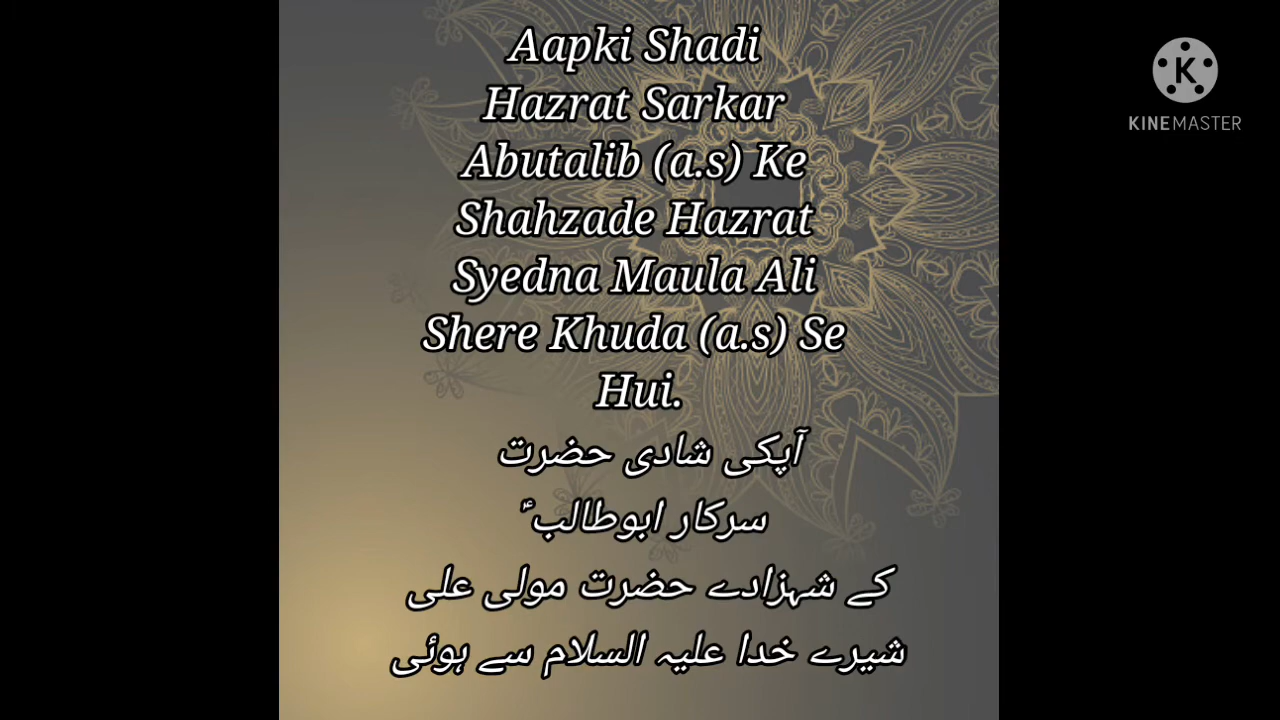 Aapki Shadi
Hazrat Sarkar
Abutalib (a.s) Ke
Shahzade Hazrat
Syedna Maula Ali
Shere Khuda (a.s) Se
Hui.
آپکی شادی حضرت
سرکار ابوطالب ؑ
کے شہزادے حضرت مولی علی
شیرے خدا علیہ السلام سے ہوئی
K
KINEMASTER